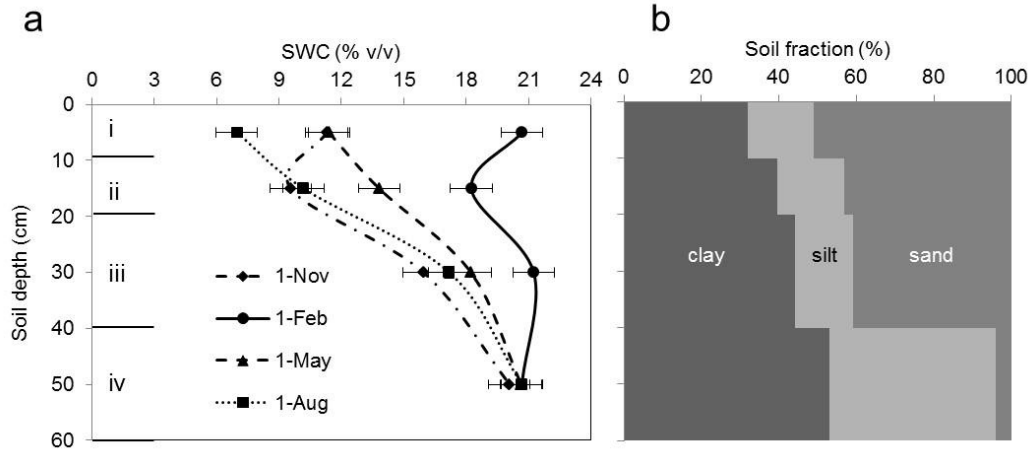 a
SWC (% v/v)
0 3 6 9 12 15 18 21 24
Soil depth (cm)
0
10
20
30
40
50
60
i
ii
iii
iv
1-Nov
1-Feb
1-May
1-Aug
b
Soil fraction (%)
0 20 40 60 80 100
clay silt sand